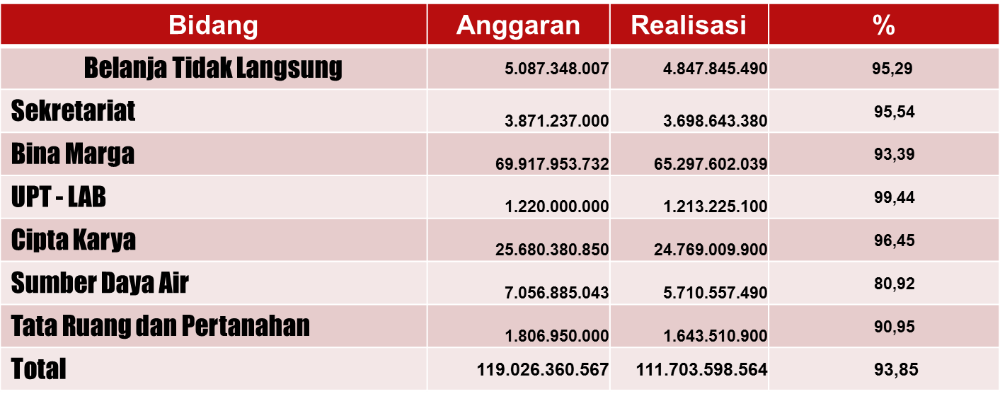 Bidang Anggaran Realisasi %
Belanja Tidak Langsung 5.087.348.007 4.847.845.490 95,29
Sekretariat 3.871.237.000 3.698.643.380 95,54
Bina Marga 69.917.953.732 65.297.602.039 93,39
UPT - LAB 1.220.000.000 1.213.225.100 99,44
Cipta Karya 25.680.380.850 24.769.009.900 96,45
Sumber Daya Air 7.056.885.043 5.710.557.490 80,92
Tata Ruang dan Pertanahan 1.806.950.000 1.643.510.900 90,95
Total 119.026.360.567 111.703.598.564 93,85